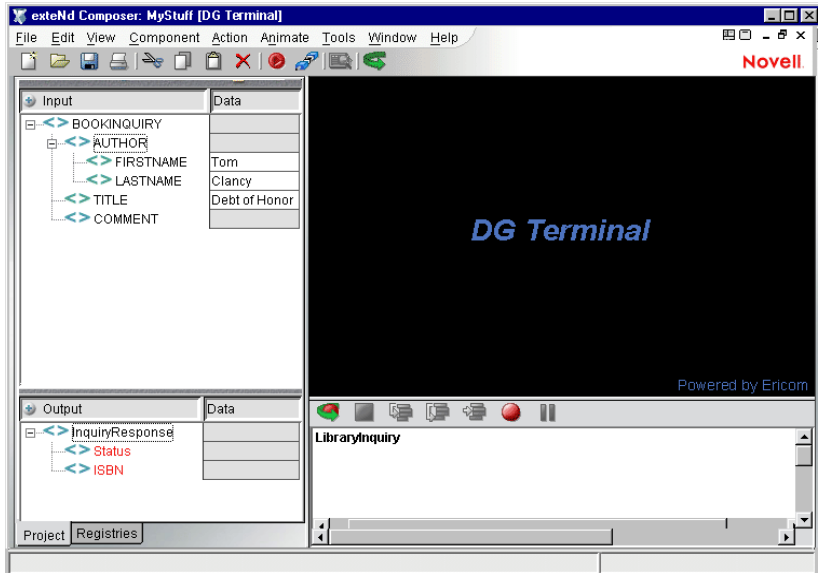 exteNd Composer: MyStuff [DG Terminal]
File Edit View Component Action Animate Tools Window Help
Novell.
Input Data
BOOKINQUIRY
AUTHOR
FIRSTNAME Tom
LASTNAME Clancy
TITLE Debt of Honor
COMMENT
DG Terminal
Powered by Ericom
Output Data
InquiryResponse
Status
ISBN
LibraryInquiry
Project Registries